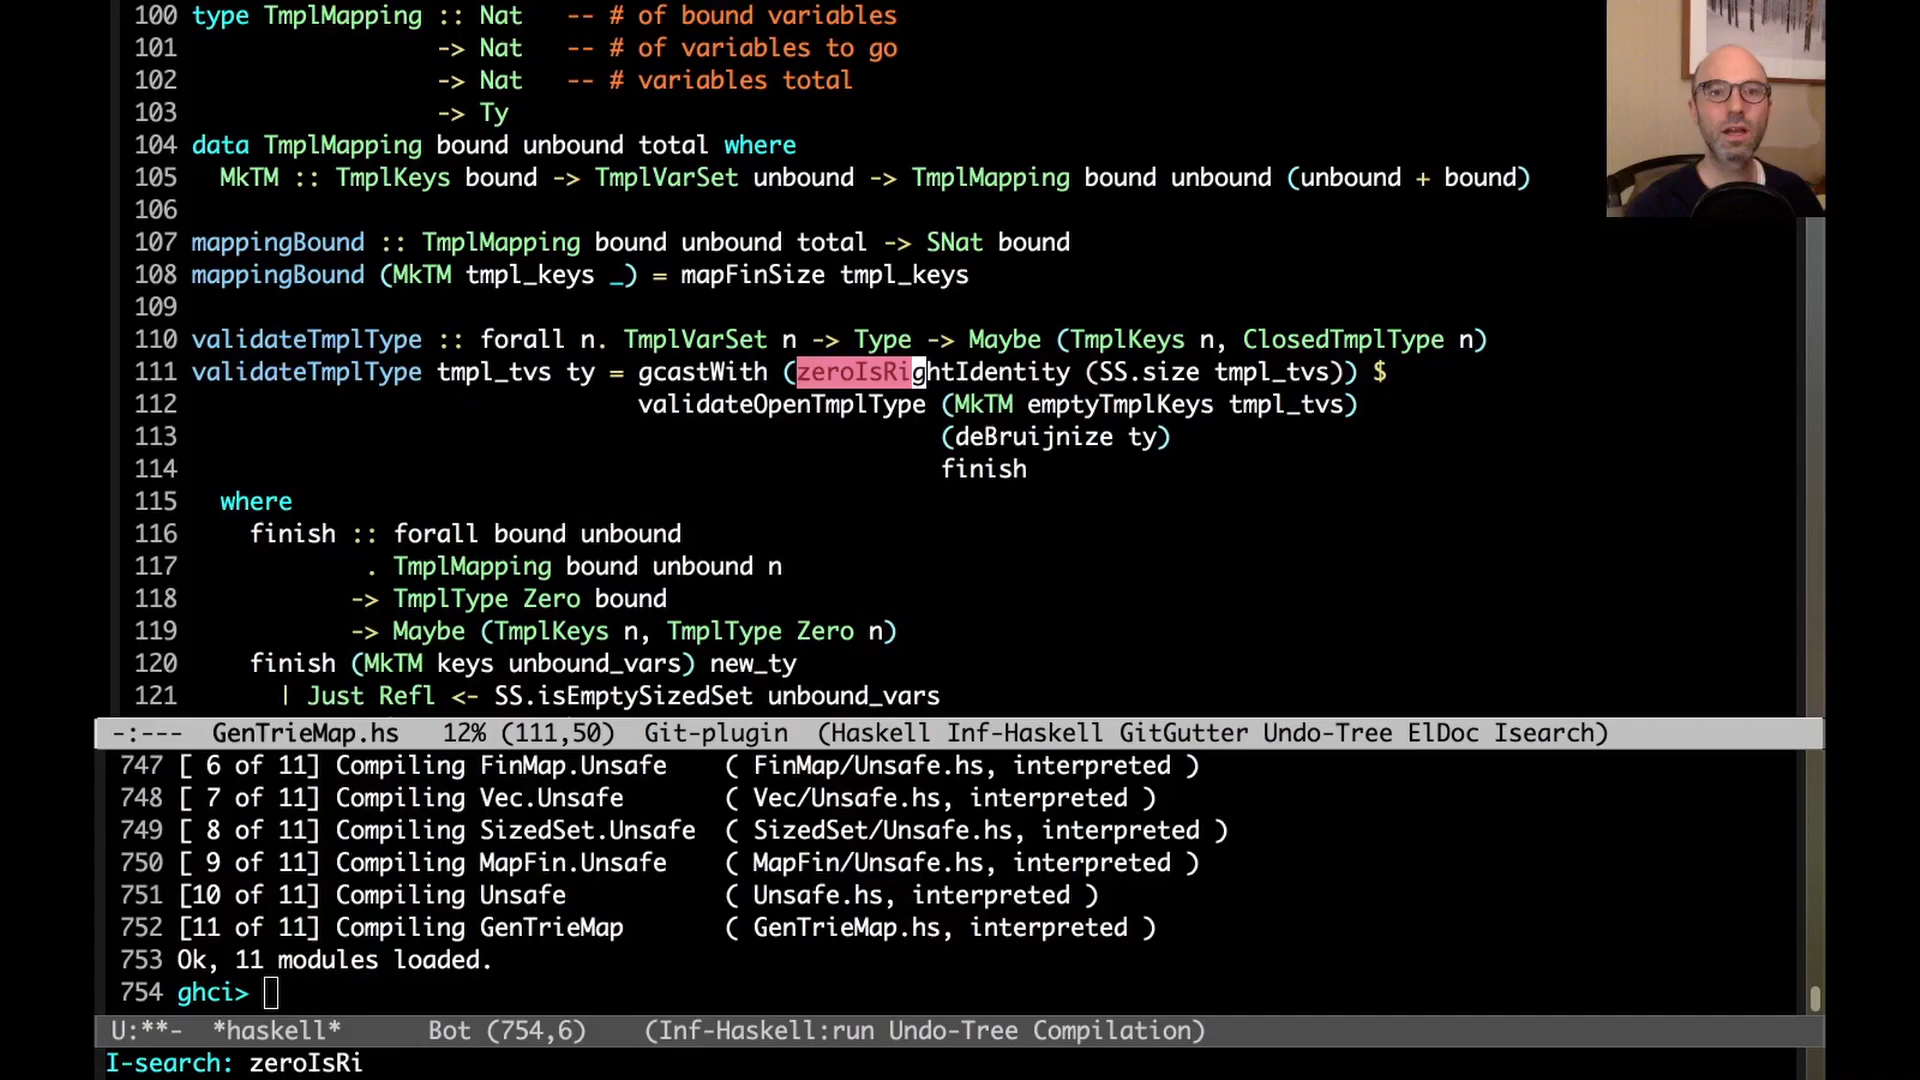 100 type TmplMapping :: Nat   -- # of bound variables
101                  -> Nat   -- # of variables to go
102                  -> Nat   -- # variables total
103                  -> Ty
104 data TmplMapping bound unbound total where
105   MkTM :: TmplKeys bound -> TmplVarSet unbound -> TmplMapping bound unbound (unbound + bound)
106
107 mappingBound :: TmplMapping bound unbound total -> SNat bound
108 mappingBound (MkTM tmpl_keys _) = mapFinSize tmpl_keys
109
110 validateTmplType :: forall n. TmplVarSet n -> Type -> Maybe (TmplKeys n, ClosedTmplType n)
111 validateTmplType tmpl_tvs ty = gcastWith (zeroIsRightIdentity (SS.size tmpl_tvs)) $
112                                validateOpenTmplType (MkTM emptyTmplKeys tmpl_tvs)
113                                                     (deBruijnize ty)
114                                                     finish
115   where
116     finish :: forall bound unbound
117             . TmplMapping bound unbound n
118            -> TmplType Zero bound
119            -> Maybe (TmplKeys n, TmplType Zero n)
120     finish (MkTM keys unbound_vars) new_ty
121       | Just Refl <- SS.isEmptySizedSet unbound_vars
-:---  GenTrieMap.hs   12% (111,50)  Git-plugin  (Haskell Inf-Haskell GitGutter Undo-Tree ElDoc Isearch)
747 [ 6 of 11] Compiling FinMap.Unsafe    ( FinMap/Unsafe.hs, interpreted )
748 [ 7 of 11] Compiling Vec.Unsafe       ( Vec/Unsafe.hs, interpreted )
749 [ 8 of 11] Compiling SizedSet.Unsafe  ( SizedSet/Unsafe.hs, interpreted )
750 [ 9 of 11] Compiling MapFin.Unsafe    ( MapFin/Unsafe.hs, interpreted )
751 [10 of 11] Compiling Unsafe           ( Unsafe.hs, interpreted )
752 [11 of 11] Compiling GenTrieMap       ( GenTrieMap.hs, interpreted )
753 Ok, 11 modules loaded.
754 ghci>
U:**-  *haskell*      Bot (754,6)    (Inf-Haskell:run Undo-Tree Compilation)
I-search: zeroIsRi